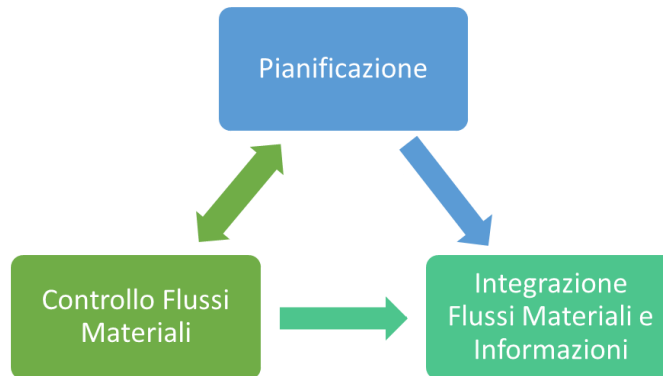 Pianificazione
Controllo Flussi
Materiali
Integrazione
Flussi Materiali e
Informazioni